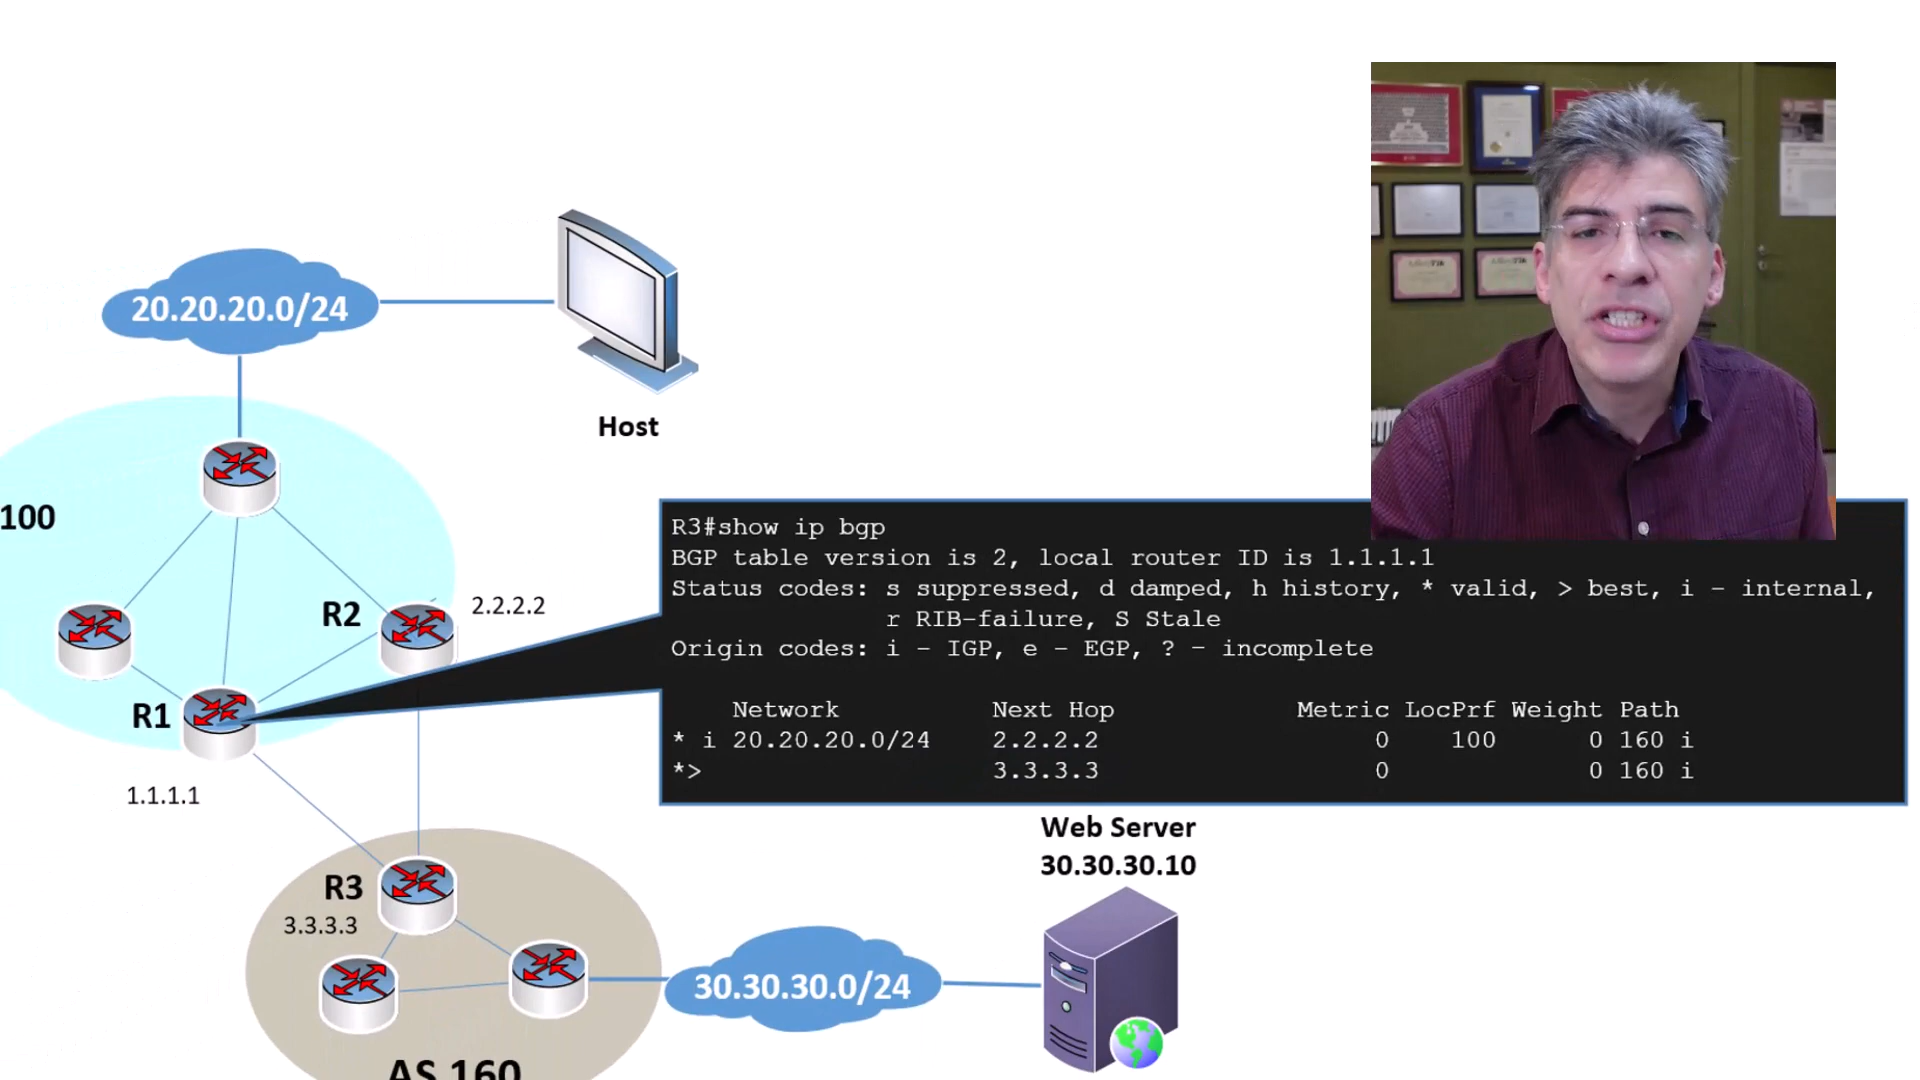 20.20.20.0/24
Host
100
R2
2.2.2.2
R1
1.1.1.1
R3#show ip bgp
BGP table version is 2, local router ID is 1.1.1.1
Status codes: s suppressed, d damped, h history, * valid, > best, i - internal,
r RIB-failure, S Stale
Origin codes: i - IGP, e - EGP, ? - incomplete
Network Next Hop Metric LocPrf Weight Path
* i 20.20.20.0/24 2.2.2.2 0 100 0 160 i
*> 3.3.3.3 0 0 160 i
R3
3.3.3.3
Web Server
30.30.30.10
30.30.30.0/24
AS 160